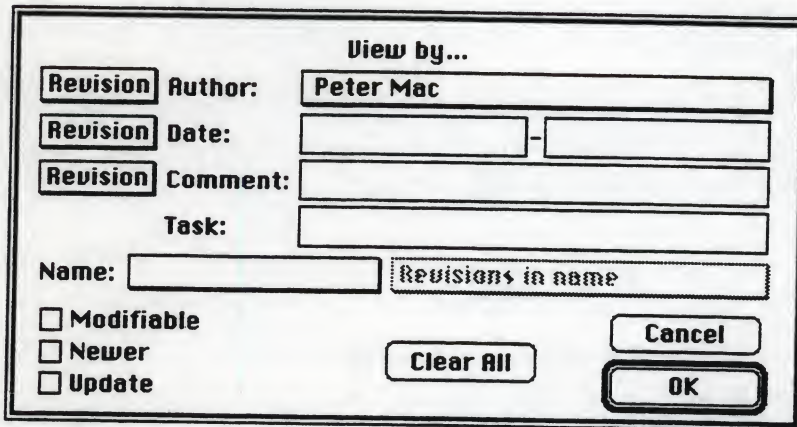 View by...
Revision Author: Peter Mac
Revision Date: -
Revision Comment:
Task:
Name: Revisions in name
Modifiable
Newer
Update
Clear All
Cancel
OK